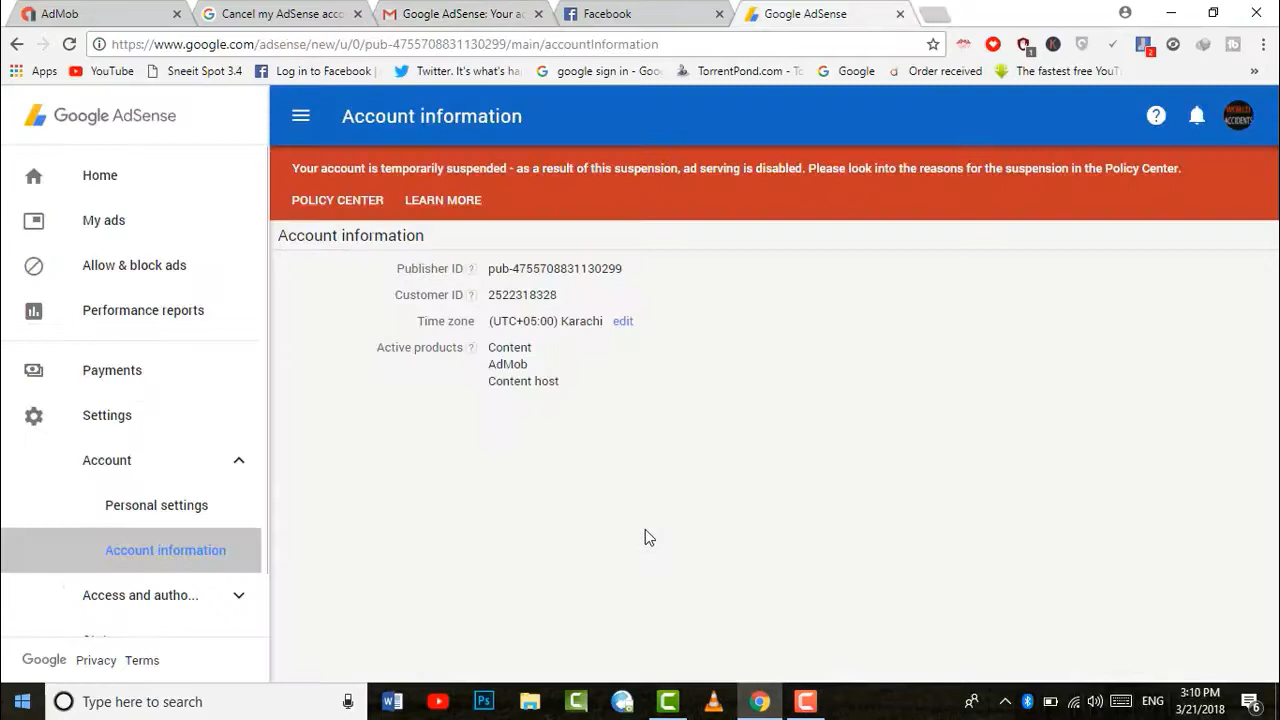 AdMob
Cancel my AdSense acco
Google AdSense: Your a
Facebook
Google AdSense
https://www.google.com/adsense/new/u/0/pub-4755708831130299/main/accountInformation
1
2
Apps
YouTube
Sneeit Spot 3.4
Log in to Facebook
Twitter. It's what's ha
google sign in - Goo
TorrentPond.com - To
Google
Order received
The fastest free YouT
»
Google AdSense
Account information
WORLD ACCIDENTS
Home
Your account is temporarily suspended - as a result of this suspension, ad serving is disabled. Please look into the reasons for the suspension in the Policy Center.
POLICY CENTER LEARN MORE
My ads
Account information
Allow & block ads
Publisher ID ? pub-4755708831130299
Customer ID ? 2522318328
Performance reports
Time zone (UTC+05:00) Karachi edit
Active products ? Content
AdMob
Content host
Payments
Settings
Account
Personal settings
Account information
Access and autho...
Google Privacy Terms
Type here to search
ENG
3:10 PM
3/21/2018
6